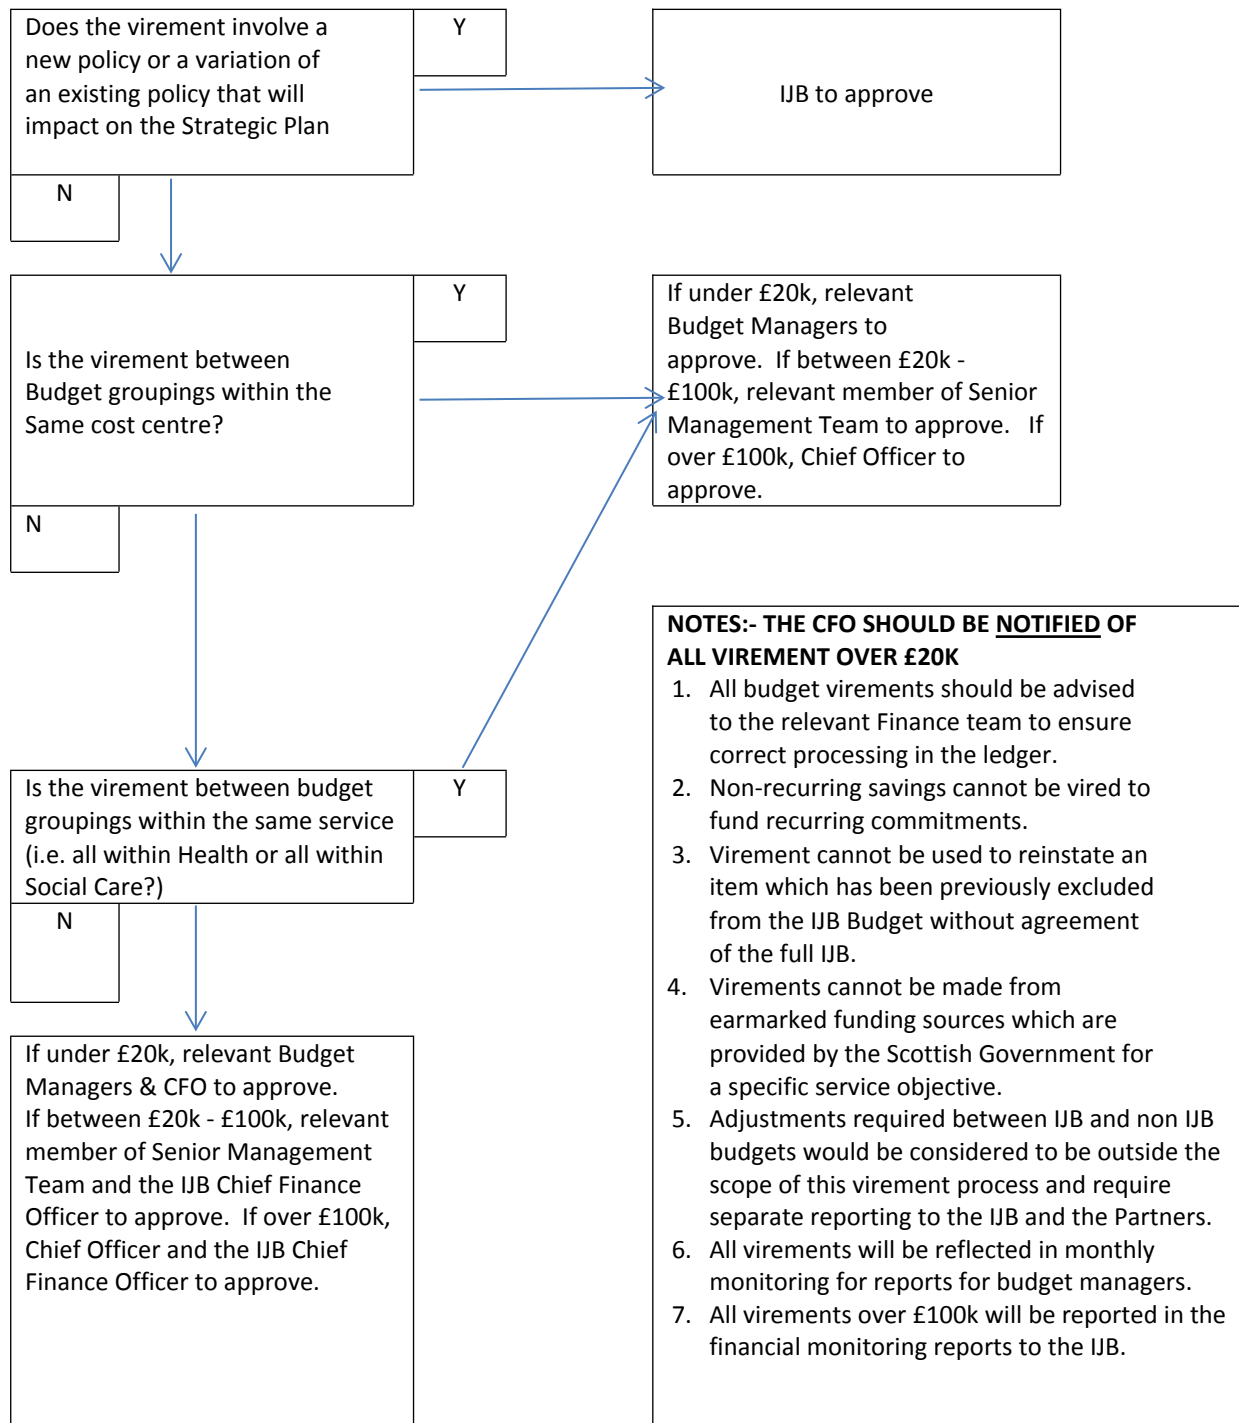 Does the virement involve a
new policy or a variation of
an existing policy that will
impact on the Strategic Plan
Y
IJB to approve
N
Is the virement between
Budget groupings within the
Same cost centre?
Y
If under £20k, relevant
Budget Managers to
approve.  If between £20k -
£100k, relevant member of Senior
Management Team to approve.   If
over £100k, Chief Officer to
approve.
N
Is the virement between budget
groupings within the same service
(i.e. all within Health or all within
Social Care?)
Y
N
If under £20k, relevant Budget
Managers & CFO to approve.
If between £20k - £100k, relevant
member of Senior Management
Team and the IJB Chief Finance
Officer to approve.  If over £100k,
Chief Officer and the IJB Chief
Finance Officer to approve.
NOTES:- THE CFO SHOULD BE NOTIFIED OF
ALL VIREMENT OVER £20K
1. All budget virements should be advised
to the relevant Finance team to ensure
correct processing in the ledger.
2. Non-recurring savings cannot be vired to
fund recurring commitments.
3. Virement cannot be used to reinstate an
item which has been previously excluded
from the IJB Budget without agreement
of the full IJB.
4. Virements cannot be made from
earmarked funding sources which are
provided by the Scottish Government for
a specific service objective.
5. Adjustments required between IJB and non IJB
budgets would be considered to be outside the
scope of this virement process and require
separate reporting to the IJB and the Partners.
6. All virements will be reflected in monthly
monitoring for reports for budget managers.
7. All virements over £100k will be reported in the
financial monitoring reports to the IJB.